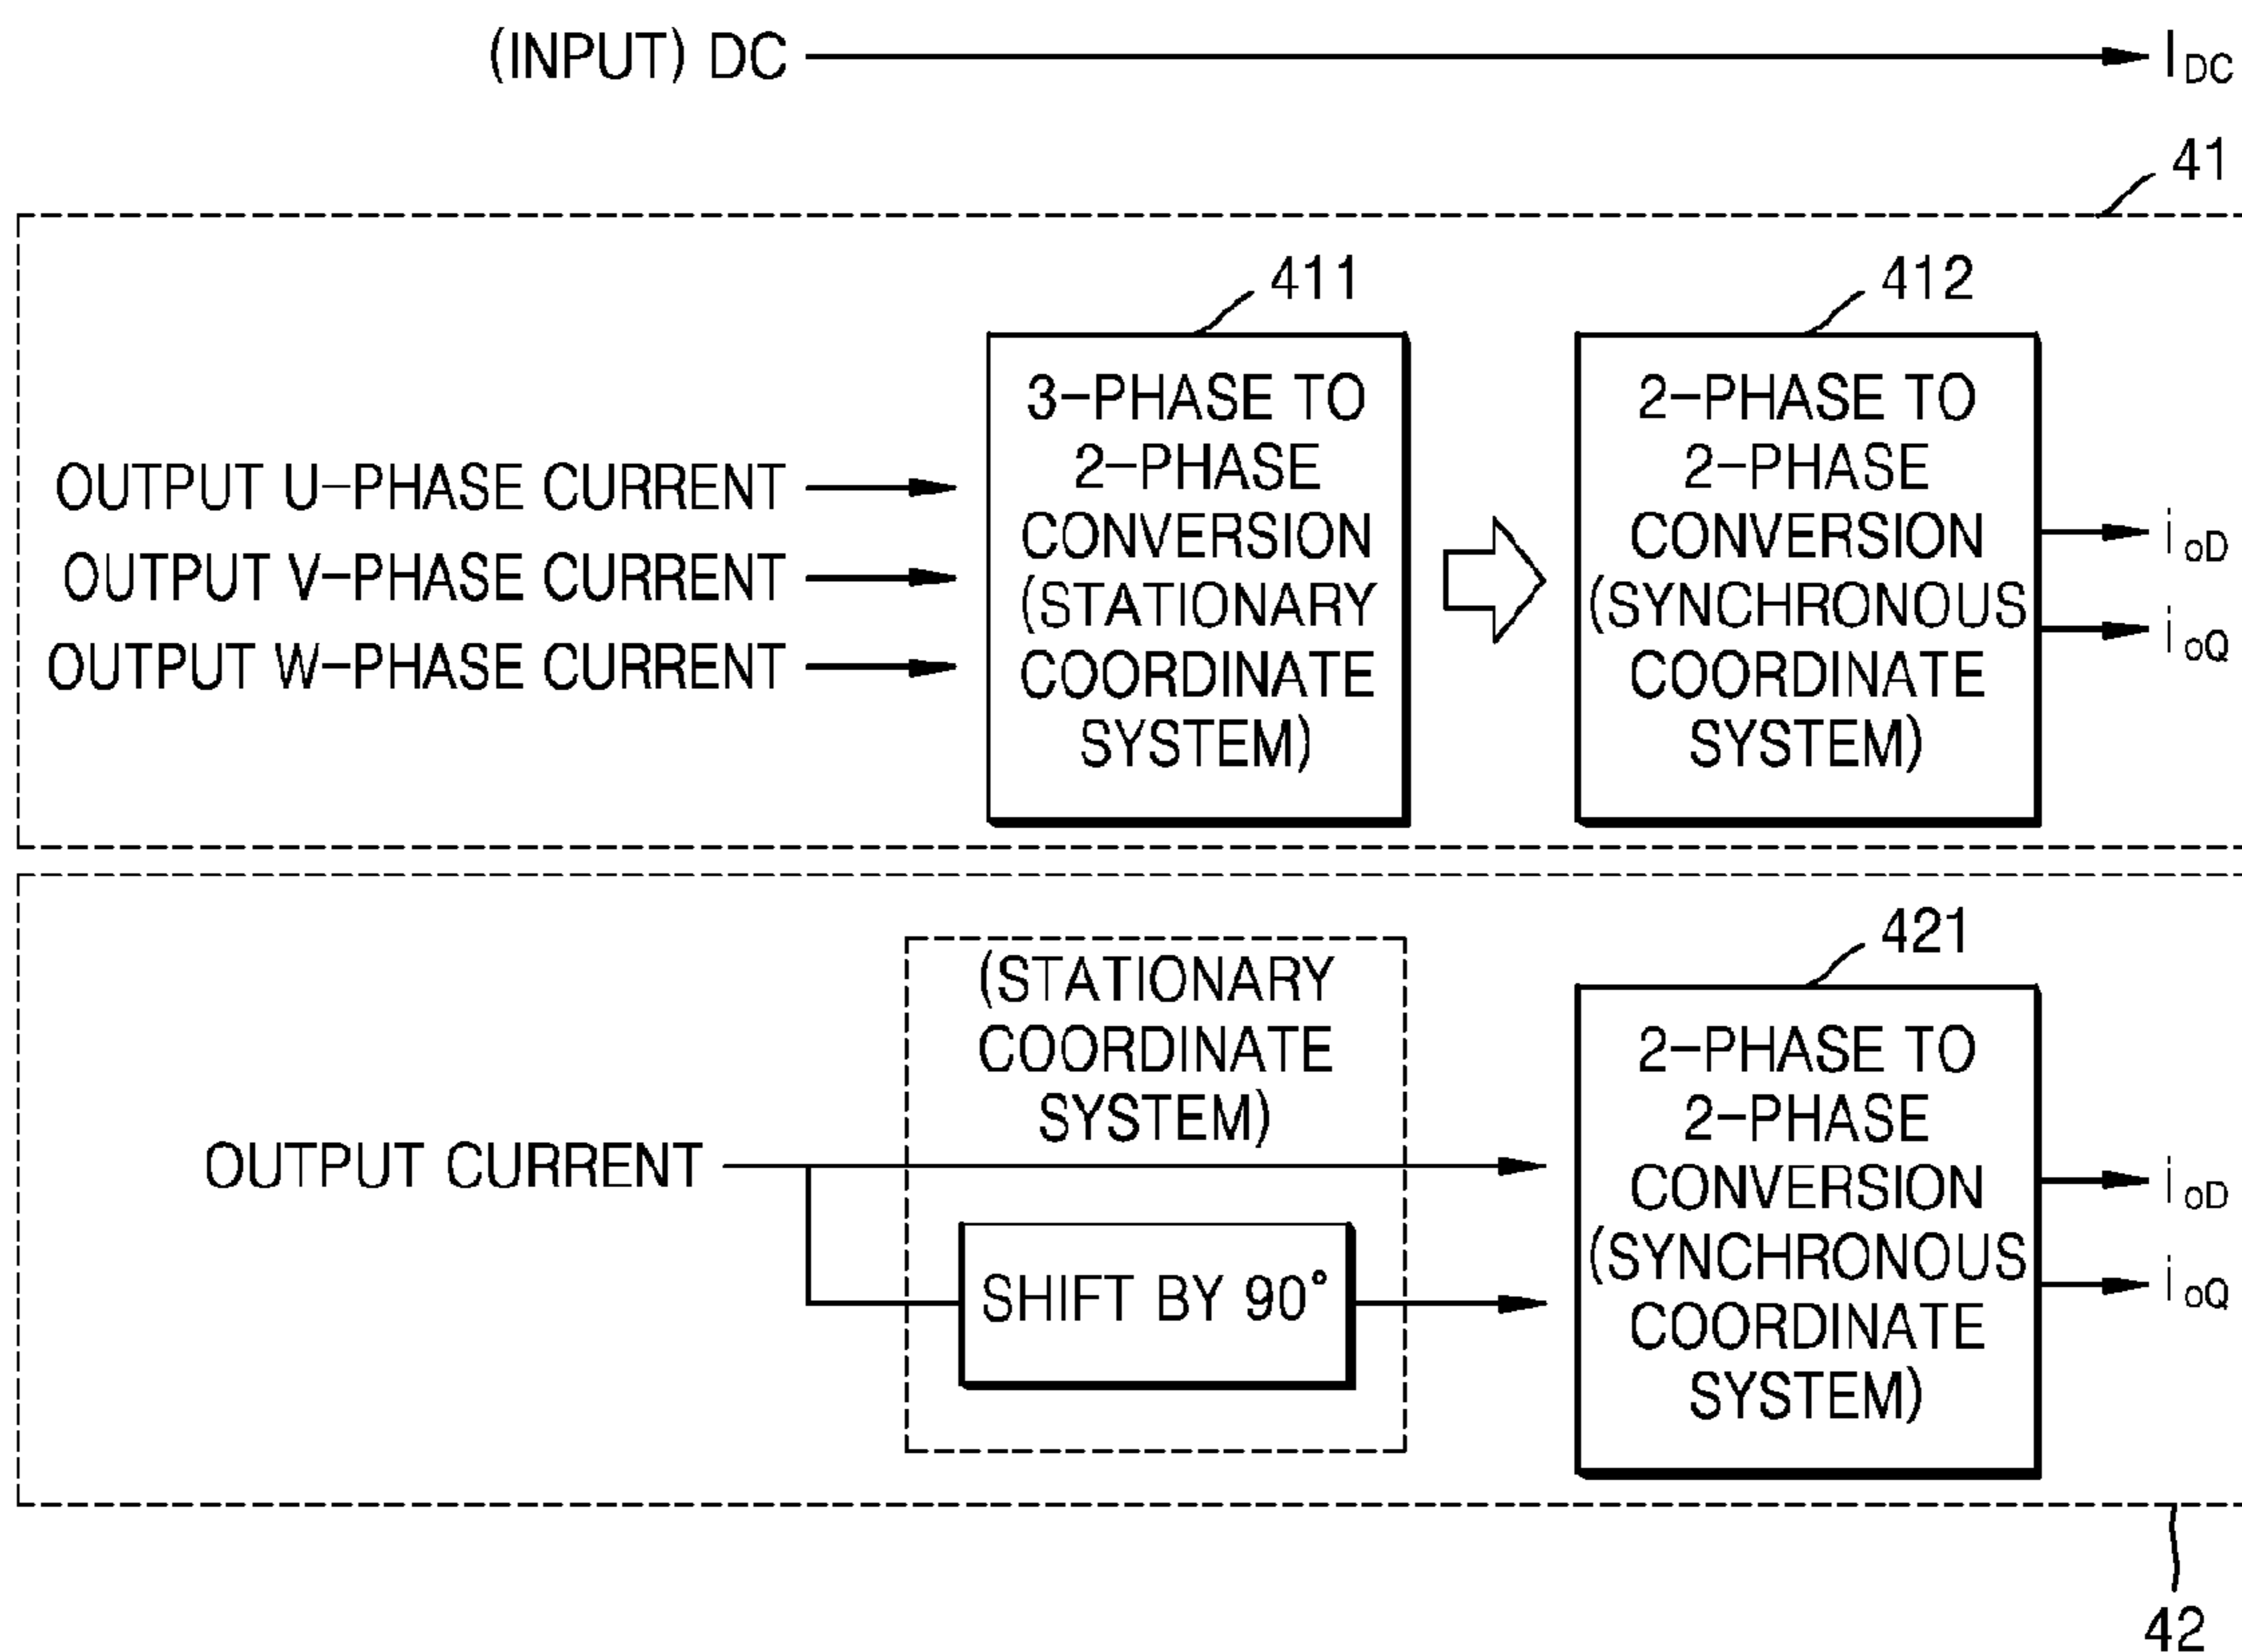 (INPUT) DC
I_DC
41
411
412
3-PHASE TO
2-PHASE
CONVERSION
(STATIONARY
COORDINATE
SYSTEM)
2-PHASE TO
2-PHASE
CONVERSION
(SYNCHRONOUS
COORDINATE
SYSTEM)
OUTPUT U-PHASE CURRENT
OUTPUT V-PHASE CURRENT
OUTPUT W-PHASE CURRENT
i_oD
i_oQ
421
(STATIONARY
COORDINATE
SYSTEM)
OUTPUT CURRENT
SHIFT BY 90°
2-PHASE TO
2-PHASE
CONVERSION
(SYNCHRONOUS
COORDINATE
SYSTEM)
i_oD
i_oQ
42